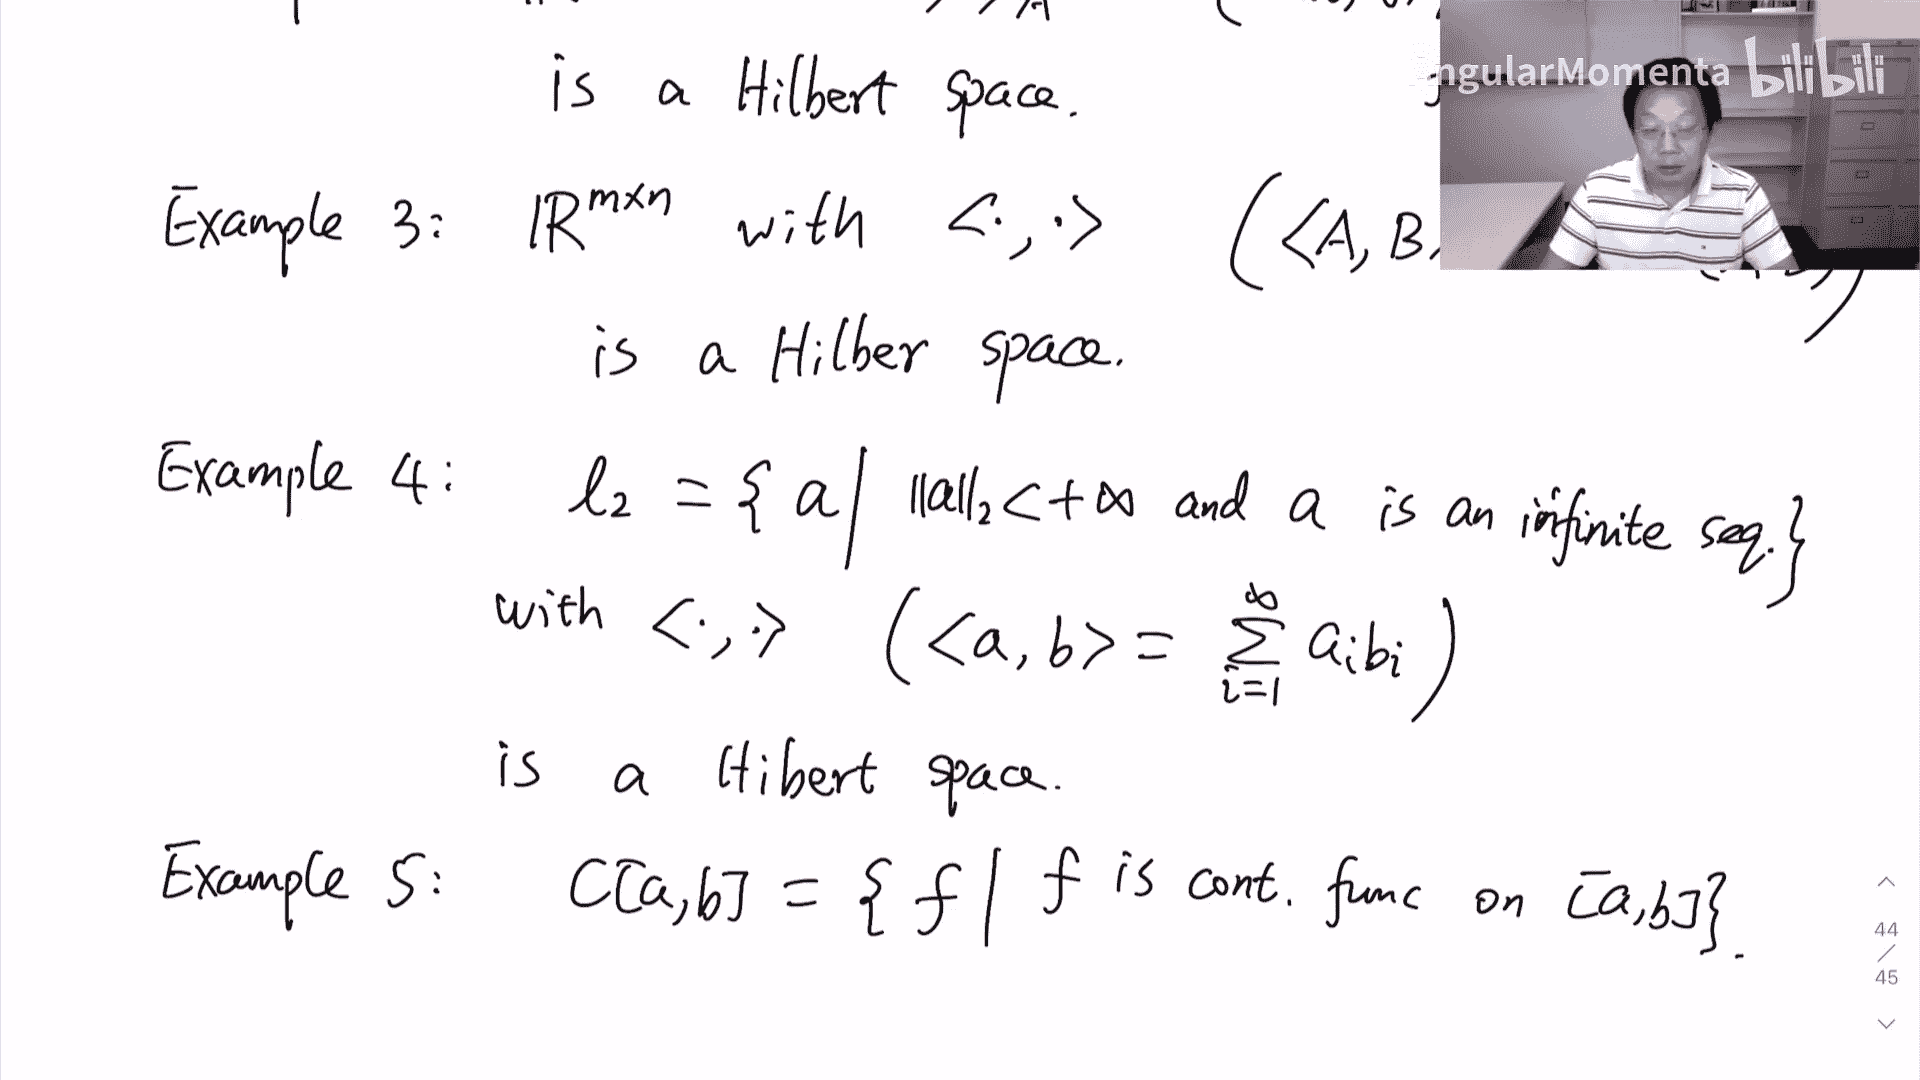 is a Hilbert space.
ngularMomenta bilibili
Example 3: ℝ^{m×n} with <·,·> (<A, B
is a Hilber space.
Example 4: l₂ = { a | ||a||₂ < +∞ and a is an infinite seq. }
with <·,·> ( <a, b> = ∑_{i=1}^{∞} aᵢbᵢ )
is a Hibert space.
Example 5: C[a,b] = { f | f is cont. func on [a,b] }.
44
/
45